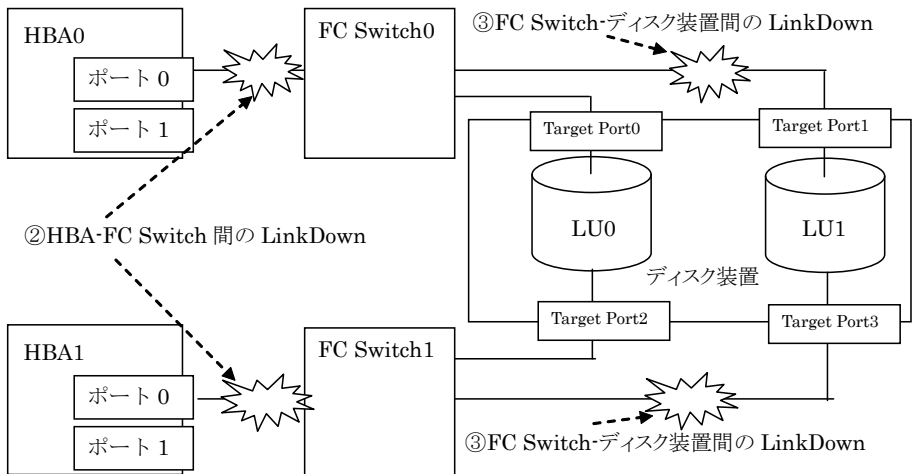 HBA0
ポート 0
ポート 1
FC Switch0
③FC Switch-ディスク装置間の LinkDown
Target Port0
Target Port1
LU0
LU1
②HBA-FC Switch 間の LinkDown
ディスク装置
Target Port2
Target Port3
HBA1
ポート 0
ポート 1
FC Switch1
③FC Switch-ディスク装置間の LinkDown